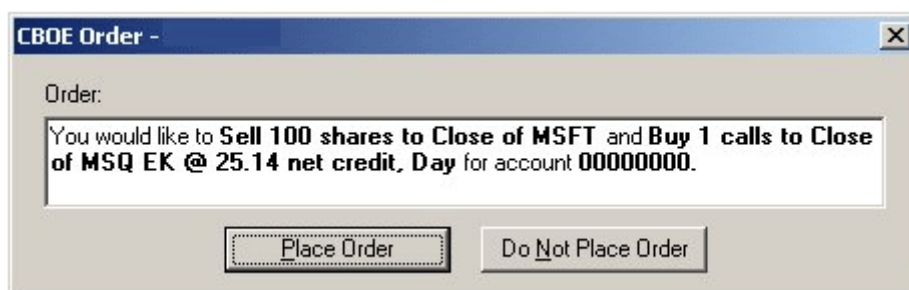 CBOE Order -
Order:
You would like to Sell 100 shares to Close of MSFT and Buy 1 calls to Close
of MSQ EK @ 25.14 net credit, Day for account 00000000.
Place Order Do Not Place Order